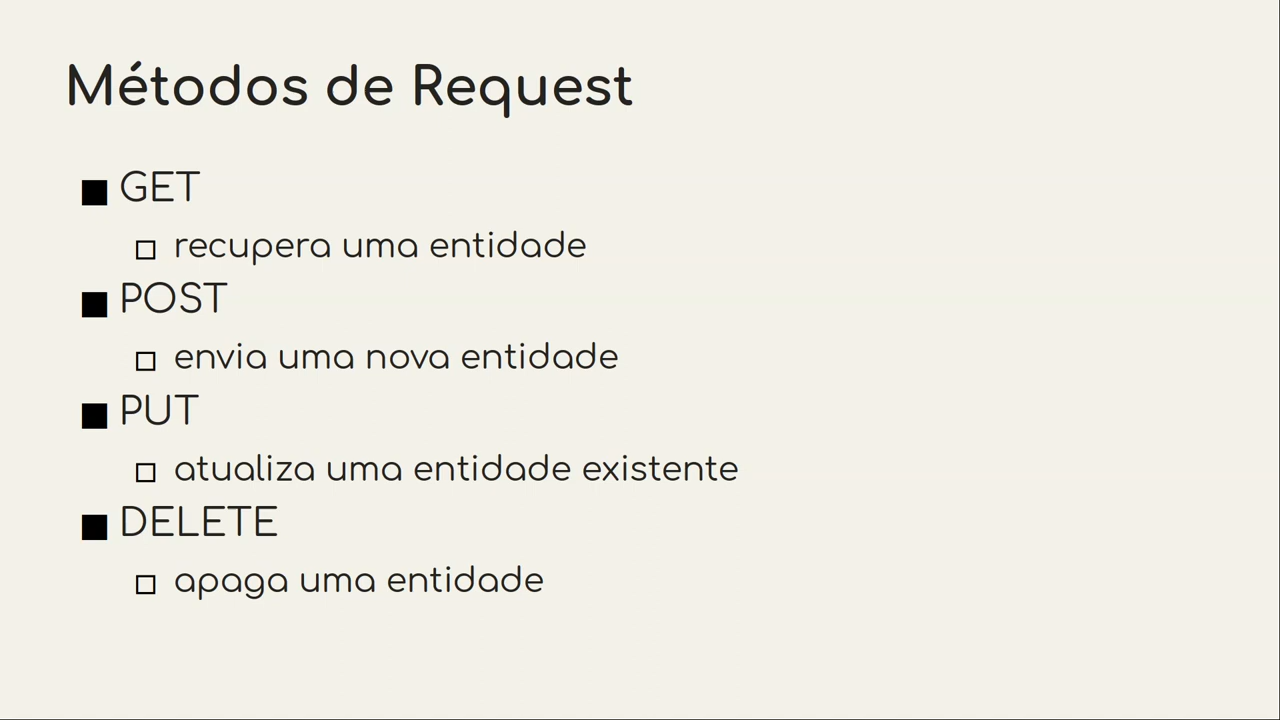 Métodos de Request
GET
recupera uma entidade
POST
envia uma nova entidade
PUT
atualiza uma entidade existente
DELETE
apaga uma entidade